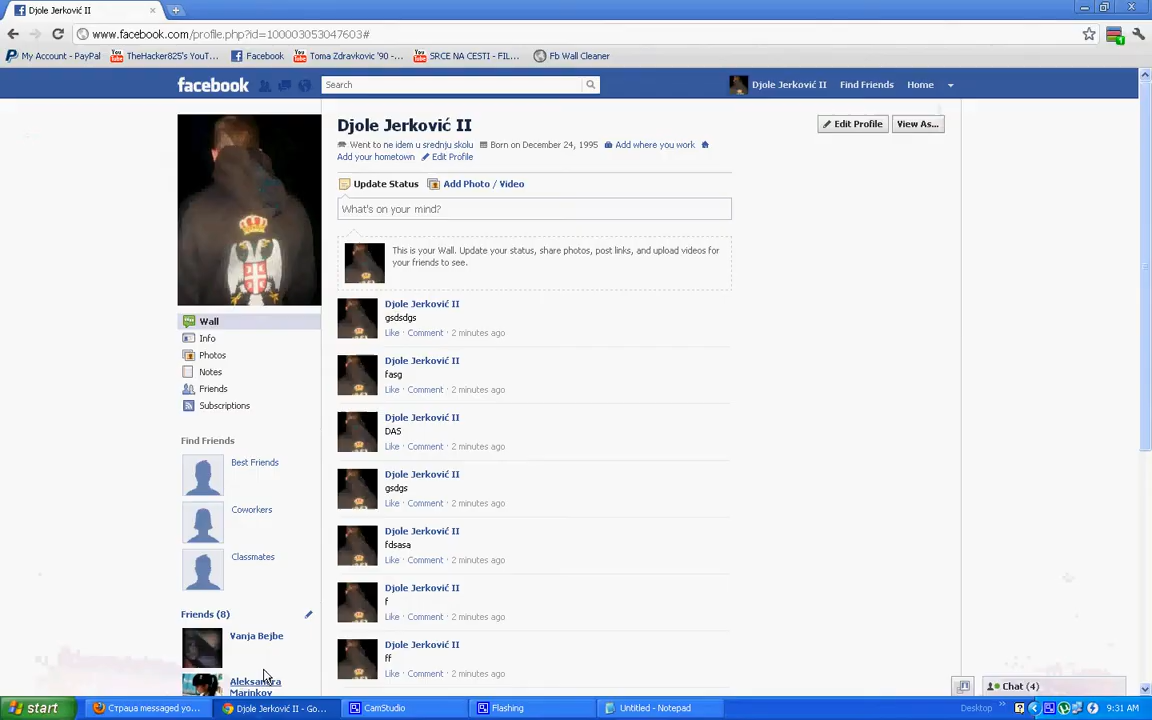 Djole Jerković II
www.facebook.com/profile.php?id=100003053047603#
My Account - PayPal TheHacker825's YouT... Facebook Toma Zdravkovic '90 -... SRCE NA CESTI - FIL... Fb Wall Cleaner
facebook Search Djole Jerković II Find Friends Home
Djole Jerković II Edit Profile View As...
Went to ne idem u srednju skolu Born on December 24, 1995 Add where you work
Add your hometown Edit Profile
Update Status Add Photo / Video
What's on your mind?
This is your Wall. Update your status, share photos, post links, and upload videos for
your friends to see.
Djole Jerković II
gsdsdgs
Like · Comment · 2 minutes ago
Djole Jerković II
fasg
Like · Comment · 2 minutes ago
Djole Jerković II
DAS
Like · Comment · 2 minutes ago
Djole Jerković II
gsdgs
Like · Comment · 2 minutes ago
Djole Jerković II
fdsasa
Like · Comment · 2 minutes ago
Djole Jerković II
f
Like · Comment · 2 minutes ago
Djole Jerković II
ff
Like · Comment · 2 minutes ago
Wall
Info
Photos
Notes
Friends
Subscriptions
Find Friends
Best Friends
Coworkers
Classmates
Friends (8)
Vanja Bejbe
Aleksandra
Marinkov
Chat (4)
start Страца messaged yo... Djole Jerković II - Go... CamStudio Flashing Untitled - Notepad Desktop 9:31 AM